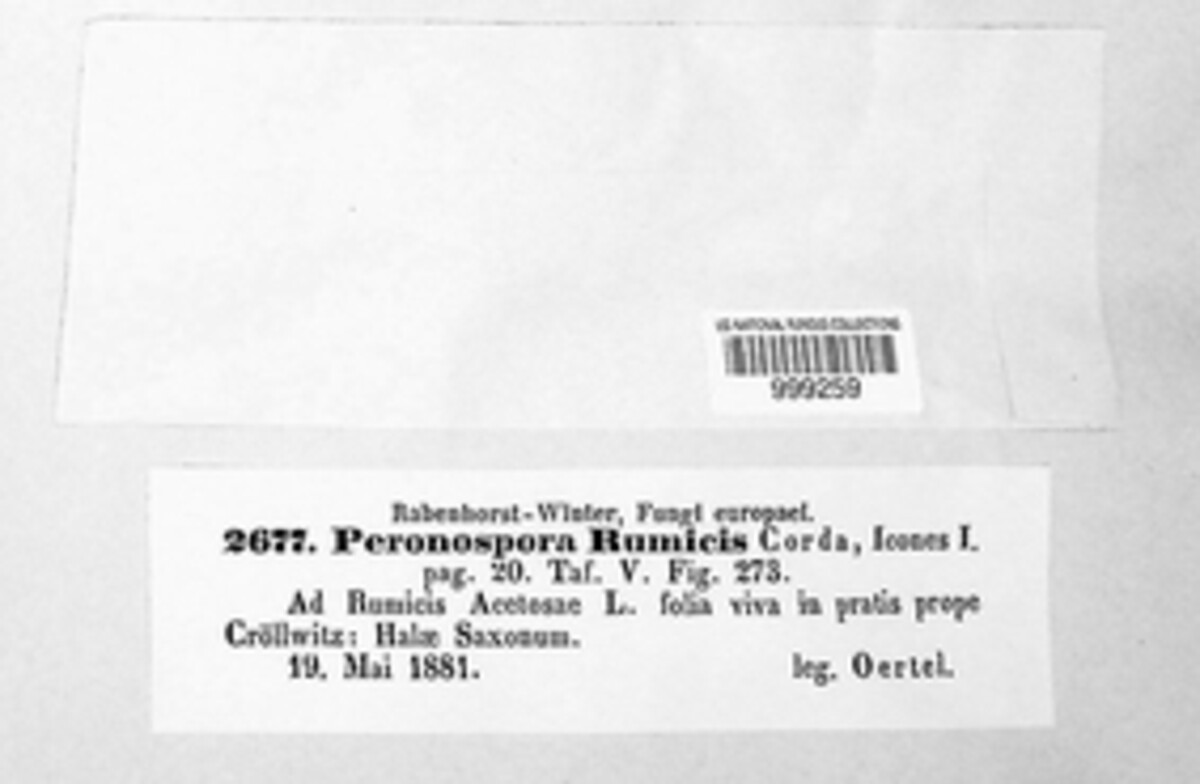 US NATIONAL FUNGUS COLLECTIONS
999259
Rabenhorst-Winter, Fungi europaei.
2677. Peronospora Rumicis Corda, Icones I.
pag. 20. Taf. V. Fig. 273.
Ad Rumicis Acetosae L. folia viva in pratis prope
Cröllwitz: Halæ Saxonum.
19. Mai 1881. leg. Oertel.